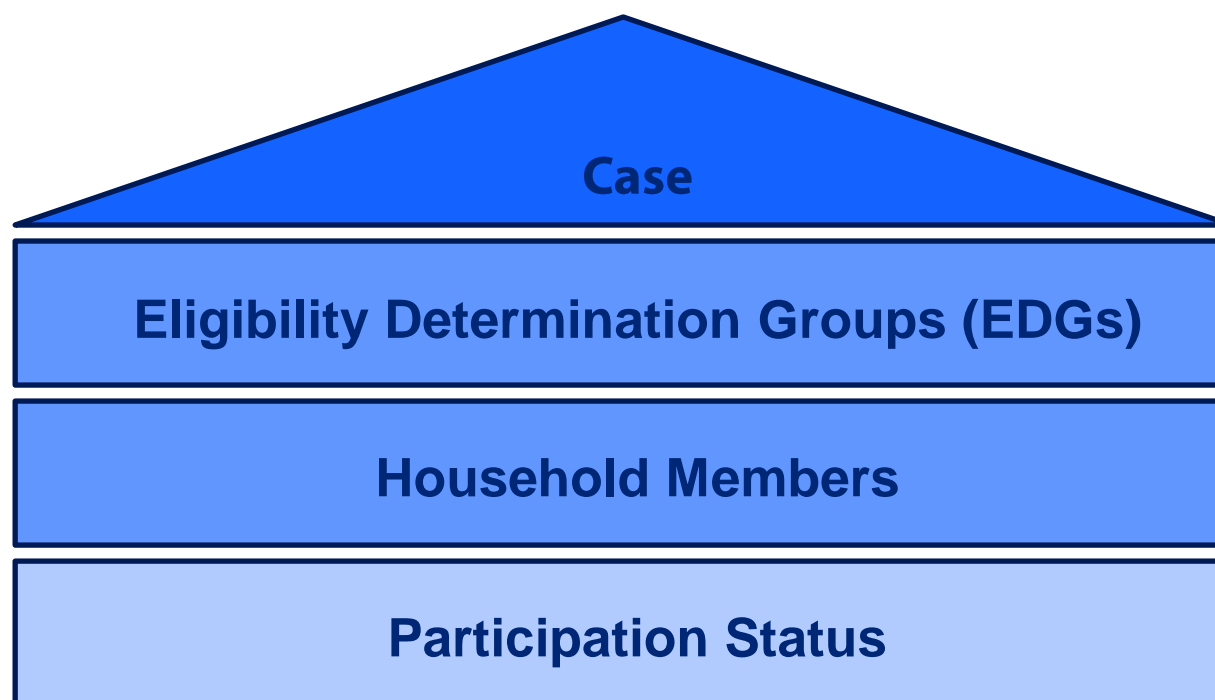 Case
Eligibility Determination Groups (EDGs)
Household Members
Participation Status